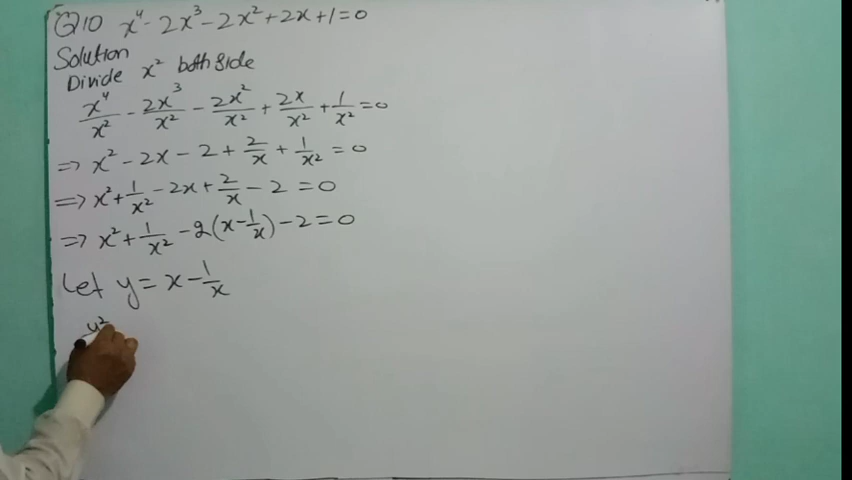 Q10 x⁴ - 2x³ - 2x² + 2x + 1 = 0
Solution
Divide x² both side
x⁴/x² - 2x³/x² - 2x²/x² + 2x/x² + 1/x² = 0
⇒ x² - 2x - 2 + 2/x + 1/x² = 0
⇒ x² + 1/x² - 2x + 2/x - 2 = 0
⇒ x² + 1/x² - 2(x - 1/x) - 2 = 0
Let y = x - 1/x
y²